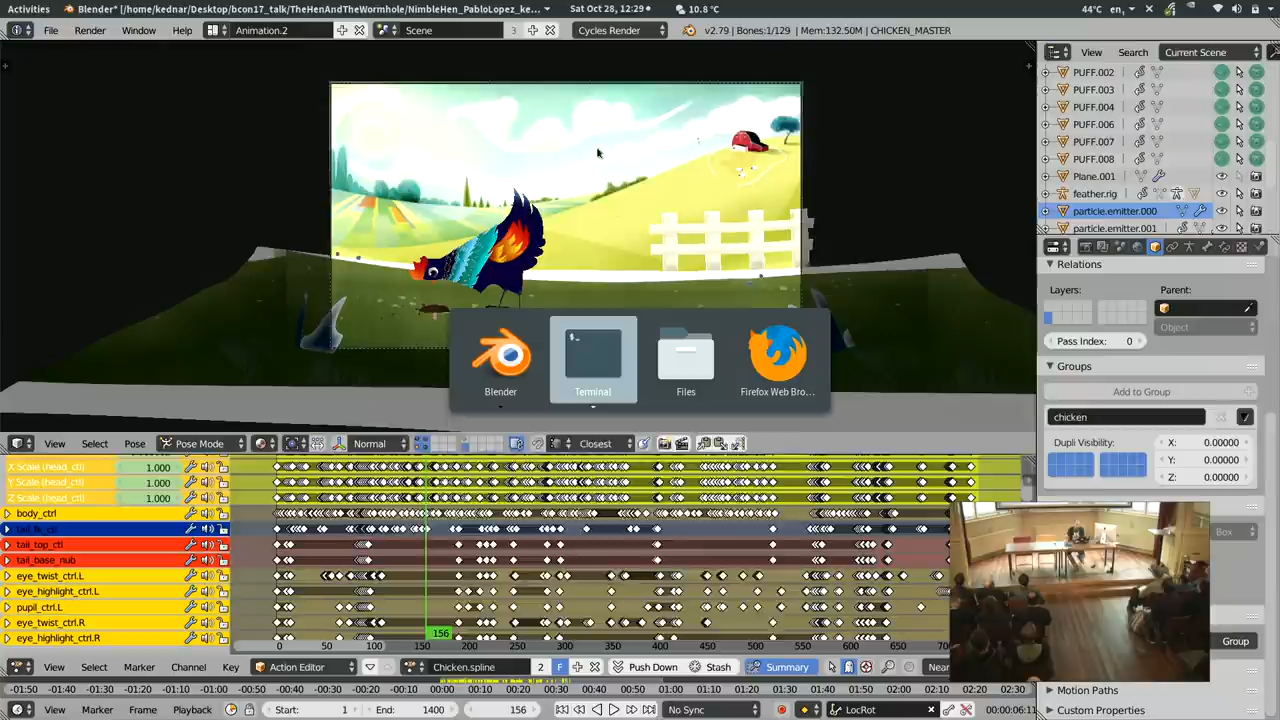 Activities Blender* [/home/kednar/Desktop/bcon17_talk/TheHenAndTheWormhole/NimbleHen_PabloLopez_ke... Sat Oct 28, 12:29 10.8 °C 44°C en₁
File Render Window Help Animation.2 Scene 3 Cycles Render v2.79 | Bones:1/129 | Mem:132.50M | CHICKEN_MASTER
View Search Current Scene
PUFF.002
PUFF.003
PUFF.004
PUFF.006
PUFF.007
PUFF.008
Plane.001
feather.rig
particle.emitter.000
particle.emitter.001
Relations
Layers: Parent:
Object
Pass Index: 0
Groups
Add to Group
chicken
Dupli Visibility: X: 0.00000
Y: 0.00000
Z: 0.00000
Box
Group
Motion Paths
Custom Properties
Blender Terminal Files Firefox Web Bro...
View Select Pose Pose Mode Normal Closest
X Scale (head_ctl) 1.000
Y Scale (head_ctl) 1.000
Z Scale (head_ctl) 1.000
body_ctrl
tail_top_ctl
tail_base_nub
eye_twist_ctrl.L
eye_highlight_ctrl.L
pupil_ctrl.L
eye_twist_ctrl.R
eye_highlight_ctrl.R
156
0 50 100 150 200 250 300 350 400 450 500 550 600 650
View Select Marker Channel Key Action Editor Chicken.spline 2 F Push Down Stash Summary Near
-01:50 -01:40 -01:30 -01:20 -01:10 -01:00 -00:50 -00:40 -00:30 -00:20 -00:10 00:00 00:10 00:20 00:30 00:40 00:50 01:00 01:10 01:20 01:30 01:40 01:50 02:00 02:10 02:20 02:30
View Marker Frame Playback Start: 1 End: 1400 156 No Sync LocRot 00:00:06:11